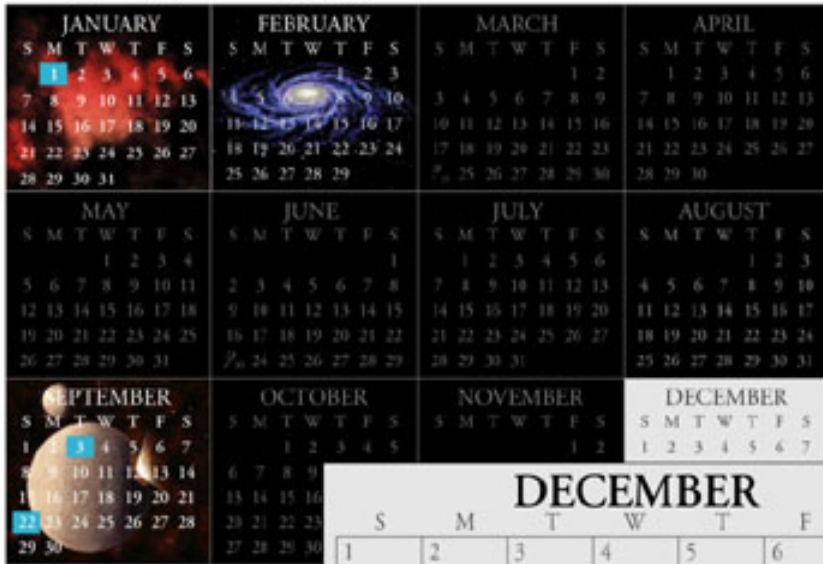 JANUARY
S M T W T F S
1 2 3 4 5 6
7 8 9 10 11 12 13
14 15 16 17 18 19 20
21 22 23 24 25 26 27
28 29 30 31
FEBRUARY
S M T W T F S
1 2 3
4 5 6 8 9 10
11 12 13 14 15 16 17
18 19 20 21 22 23 24
25 26 27 28 29
MARCH
S M T W T F S
1 2
3 4 5 6 7 8 9
10 11 12 13 14 15 16
17 18 19 20 21 22 23
25 26 27 28 29 30
APRIL
S M T W T F S
1 2 3 4 5 6
7 8 9 10 11 12 13
14 15 16 17 18 19 20
21 22 23 24 25 26 27
28 29 30
MAY
S M T W T F S
1 2 3 4
5 6 7 8 9 10 11
12 13 14 15 16 17 18
19 20 21 22 23 24 25
26 27 28 29 30 31
JUNE
S M T W T F S
1
2 3 4 5 6 7 8
9 10 11 12 13 14 15
16 17 18 19 20 21 22
24 25 26 27 28 29
JULY
S M T W T F S
1 2 3 4 5 6
7 8 9 10 11 12 13
14 15 16 17 18 19 20
21 22 23 24 25 26 27
28 29 30 31
AUGUST
S M T W T F S
1 2 3
4 5 6 7 8 9 10
11 12 13 14 15 16 17
18 19 20 21 22 23 24
25 26 27 28 29 30 31
SEPTEMBER
S M T W T F S
1 2 3 4 5 6 7
8 9 10 11 12 13 14
15 16 17 18 19 20 21
22 23 24 25 26 27 28
29 30
OCTOBER
S M T W T F S
1 2 3 4 5
6 7 8 9
13 14 15 16
20 21 22 23
27 28 29 30
NOVEMBER
S M T W T F S
1 2
DECEMBER
S M T W T F S
1 2 3 4 5 6 7
DECEMBER
S M T W T F
1 2 3 4 5 6